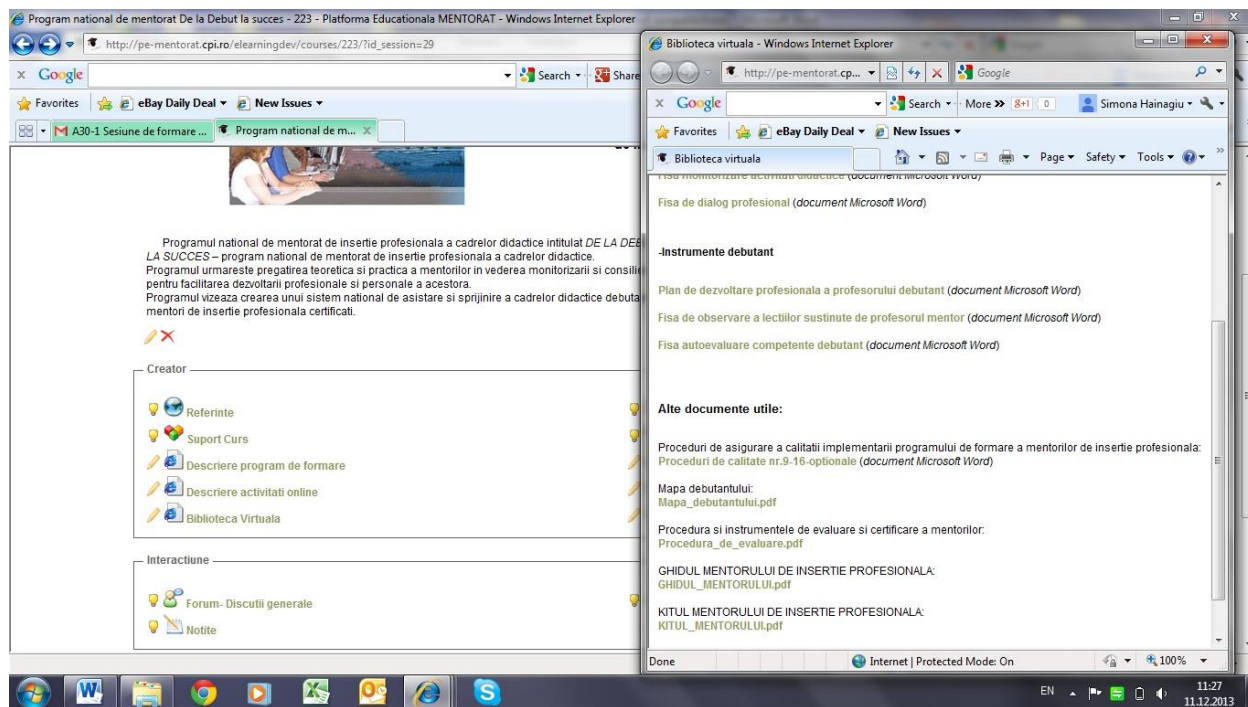 Program national de mentorat De la Debut la succes - 223 - Platforma Educationala MENTORAT - Windows Internet Explorer
http://pe-mentorat.cpi.ro/elearningdev/courses/223/?id_session=29
x Google Search Share
Favorites eBay Daily Deal New Issues
A30-1 Sesiune de formare ... Program national de m... X
Programul national de mentorat de insertie profesionala a cadrelor didactice intitulat DE LA
LA SUCCES – program national de mentorat de insertie profesionala a cadrelor didactice.
Programul urmareste pregatirea teoretica si practica a mentorilor in vederea monitorizarii si
pentru facilitarea dezvoltarii profesionale si personale a acestora.
Programul vizeaza crearea unui sistem national de asistare si sprijinire a cadrelor didactice
mentori de insertie profesionala certificati.
Creator
Referinte
Suport Curs
Descriere program de formare
Descriere activitati online
Biblioteca Virtuala
Interactiune
Forum- Discutii generale
Notite
Biblioteca virtuala - Windows Internet Explorer
http://pe-mentorat.cp... Google
x Google Search More >> 8+1 0 Simona Hainagiu
Favorites eBay Daily Deal New Issues
Biblioteca virtuala Page Safety Tools
Fisa monitorizare activitati didactice (document Microsoft Word)
Fisa de dialog profesional (document Microsoft Word)
-Instrumente debutant
Plan de dezvoltare profesionala a profesorului debutant (document Microsoft Word)
Fisa de observare a lectiilor sustinute de profesorul mentor (document Microsoft Word)
Fisa autoevaluare competente debutant (document Microsoft Word)
Alte documente utile:
Proceduri de asigurare a calitatii implementarii programului de formare a mentorilor de insertie profesionala:
Proceduri de calitate nr.9-16-optionale (document Microsoft Word)
Mapa debutantului:
Mapa_debutantului.pdf
Procedura si instrumentele de evaluare si certificare a mentorilor:
Procedura_de_evaluare.pdf
GHIDUL MENTORULUI DE INSERTIE PROFESIONALA:
GHIDUL_MENTORULUI.pdf
KITUL MENTORULUI DE INSERTIE PROFESIONALA:
KITUL_MENTORULUI.pdf
Done Internet | Protected Mode: On 100%
EN 11:27
11.12.2013